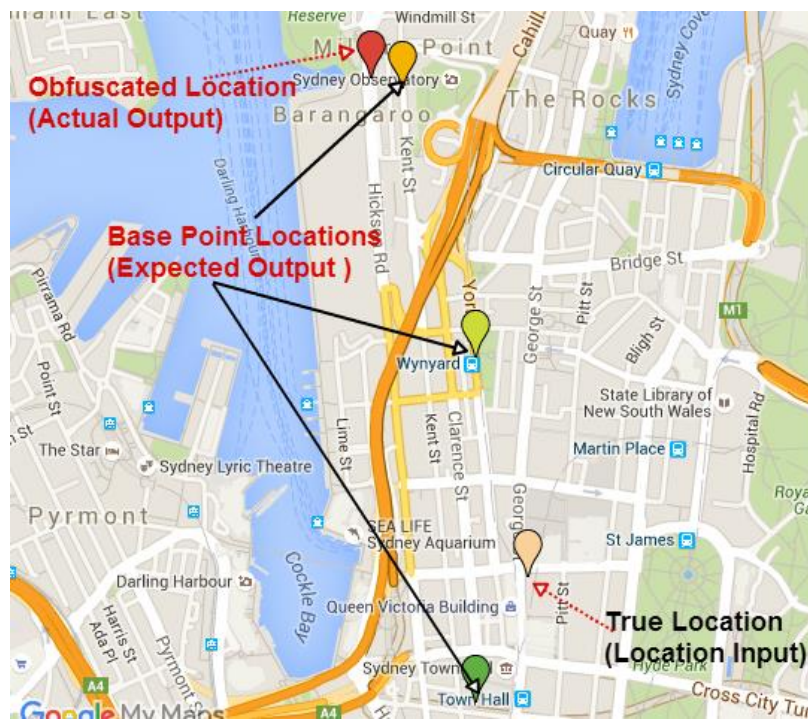 Reserve
Windmill St
Quay
Sydney Cove
Cahill
Obfuscated Location
(Actual Output)
Sydney Observatory
Point
The Rocks
Barangaroo
Circular Quay
Kent St
Hickson Rd
Darling Harbour
Base Point Locations
(Expected Output )
Bridge St
York
George St
Pitt St
M1
Pirrama Rd
Bligh St
Point St
Wynyard
State Library of
New South Wales
Hospital Rd
Lime St
Kent St
Clarence St
The Star
Sydney Lyric Theatre
Martin Place
Georg
Pyrmont
SEA LIFE
Sydney Aquarium
St James
Cockle
Bay
Darling Harbour
Queen Victoria Building
Pitt St
True Location
(Location Input)
Harris St
Ada Pl
Pyrmont
Hyde Park
Sydney Town
Town Hall
A4
A4
Cross City Tu
Google My Maps